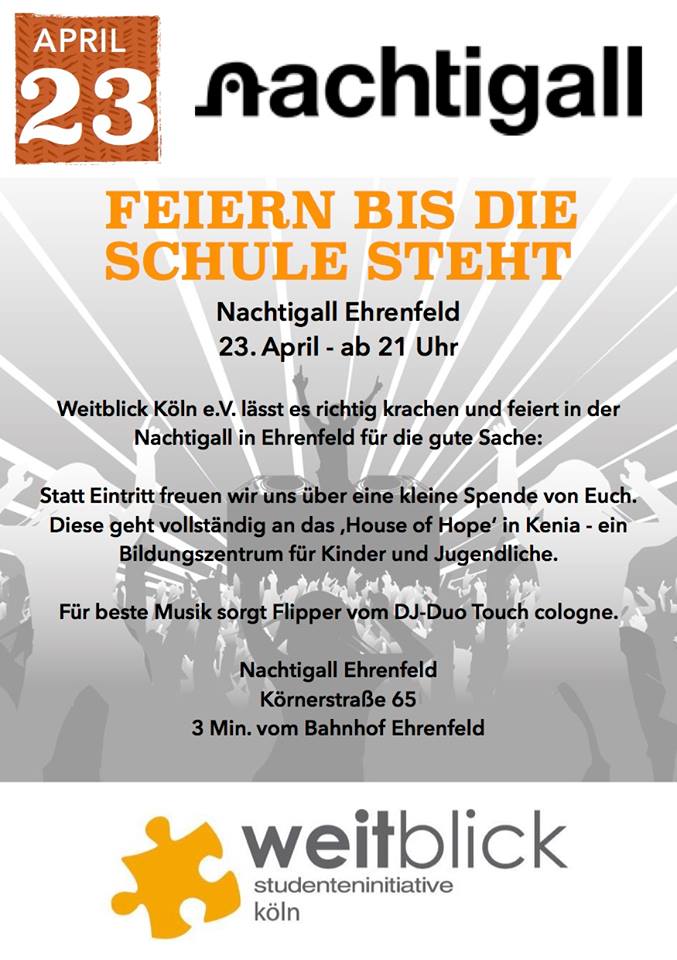 APRIL
23
nachtigall
FEIERN BIS DIE
SCHULE STEHT
Nachtigall Ehrenfeld
23. April - ab 21 Uhr
Weitblick Köln e.V. lässt es richtig krachen und feiert in der
Nachtigall in Ehrenfeld für die gute Sache:
Statt Eintritt freuen wir uns über eine kleine Spende von Euch.
Diese geht vollständig an das ‚House of Hope‘ in Kenia - ein
Bildungszentrum für Kinder und Jugendliche.
Für beste Musik sorgt Flipper vom DJ-Duo Touch cologne.
Nachtigall Ehrenfeld
Körnerstraße 65
3 Min. vom Bahnhof Ehrenfeld
weitblick
studenteninitiative
köln